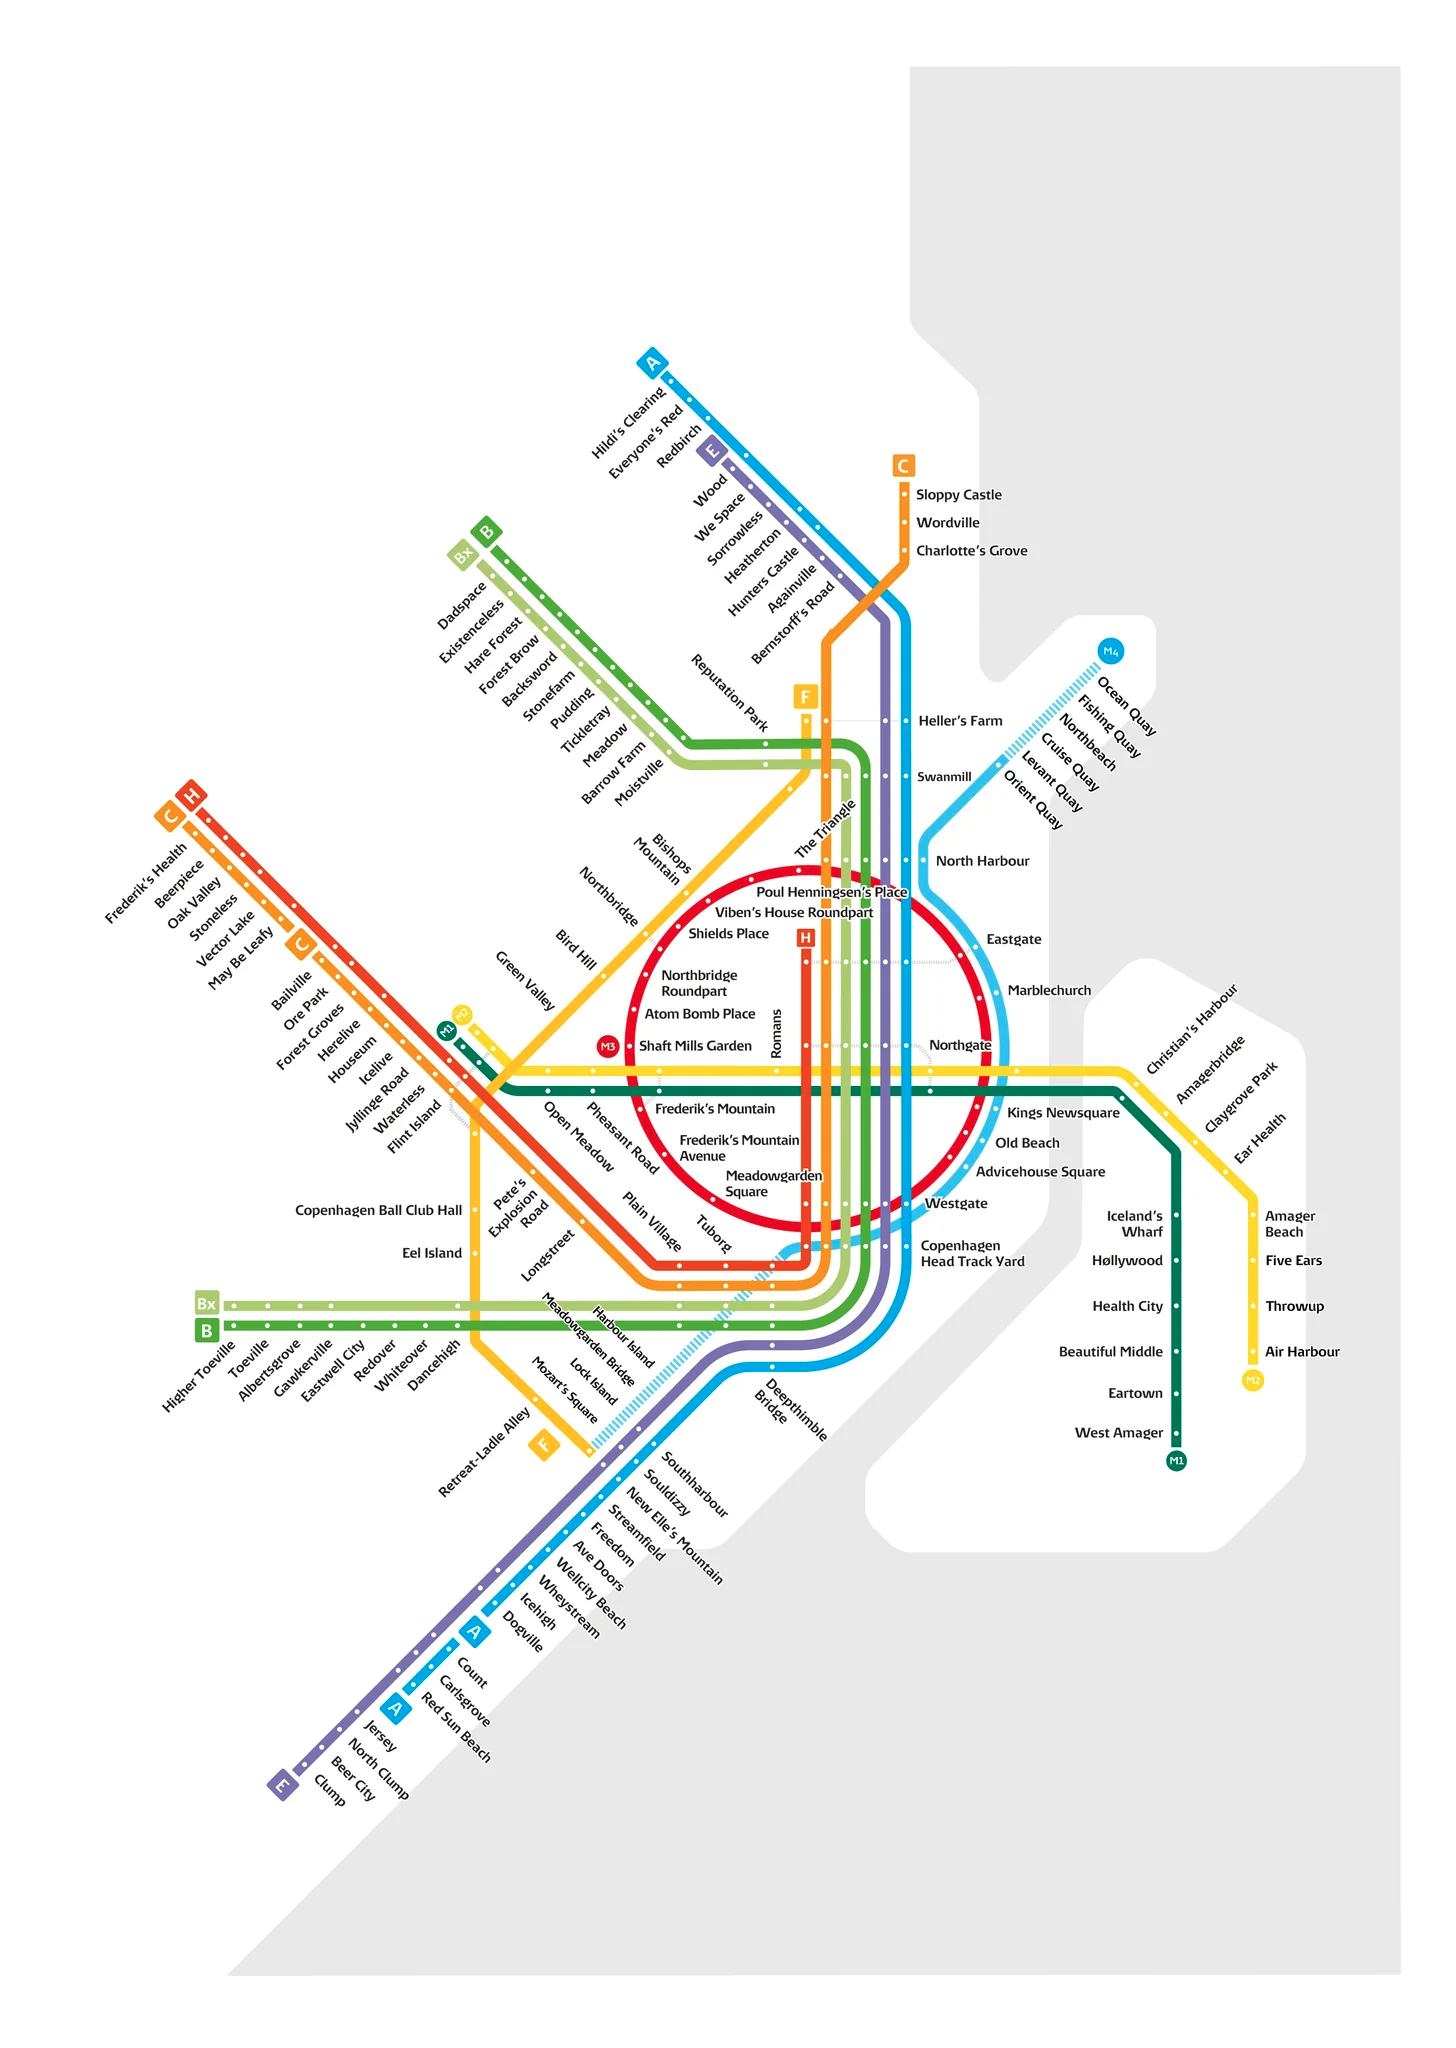 A
Hildi's Clearing
Everyone's Red
Redbirch
E
Wood
We Space
Sorrowless
Heatherton
Hunters Castle
Againville
Bernstorff's Road
C
Sloppy Castle
Wordville
Charlotte's Grove
B
Bx
Dadspace
Existenceless
Hare Forest
Forest Brow
Backsword
Stonefarm
Pudding
Tickletray
Meadow
Barrow Farm
Moistville
Reputation Park
F
Heller's Farm
Swanmill
M4
Ocean Quay
Fishing Quay
Northbeach
Cruise Quay
Levant Quay
Orient Quay
North Harbour
The Triangle
Bishops
Mountain
Northbridge
Bird Hill
Green Valley
Poul Henningsen's Place
Viben's House Roundpart
Shields Place
H
Northbridge
Roundpart
Atom Bomb Place
M3
Shaft Mills Garden
Romans
Eastgate
Marblechurch
Northgate
H
C
Frederik's Health
Beerpiece
Oak Valley
Stoneless
Vector Lake
May Be Leafy
C
Bailville
Ore Park
Forest Groves
Herelive
Houseum
Icelive
Jyllinge Road
Waterless
Flint Island
M2
M1
Open Meadow
Pheasant Road
Frederik's Mountain
Frederik's Mountain
Avenue
Meadowgarden
Square
Kings Newsquare
Old Beach
Advicehouse Square
Westgate
Copenhagen
Head Track Yard
Christian's Harbour
Amagerbridge
Claygrove Park
Ear Health
Amager
Beach
Five Ears
Throwup
Air Harbour
M2
Iceland's
Wharf
Høllywood
Health City
Beautiful Middle
Eartown
West Amager
M1
Pete's
Explosion
Road
Longstreet
Plain Village
Tuborg
Copenhagen Ball Club Hall
Eel Island
Bx
B
Higher Toeville
Toeville
Albertsgrove
Gawkerville
Eastwell City
Redover
Whiteover
Dancehigh
Harbour Island
Meadowgarden Bridge
Lock Island
Mozart's Square
Retreat-Ladle Alley
F
Deepthimble
Bridge
Southharbour
Souldizzy
New Elle's Mountain
Streamfield
Freedom
Ave Doors
Wellcity Beach
Wheystream
Icehigh
Dogville
A
Count
Carlsgrove
Red Sun Beach
A
Jersey
North Clump
Beer City
Clump
E